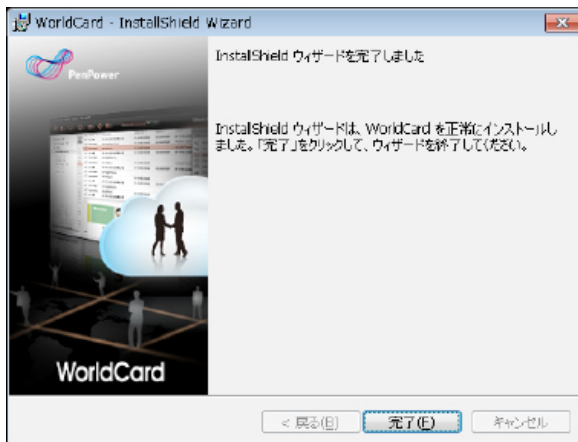 WorldCard - InstallShield Wizard
PenPower
InstallShield ウィザードを完了しました
InstallShield ウィザードは、WorldCard を正常にインストールし
ました。「完了」をクリックして、ウィザードを終了してください。
WorldCard
< 戻る(B)
完了(F)
キャンセル